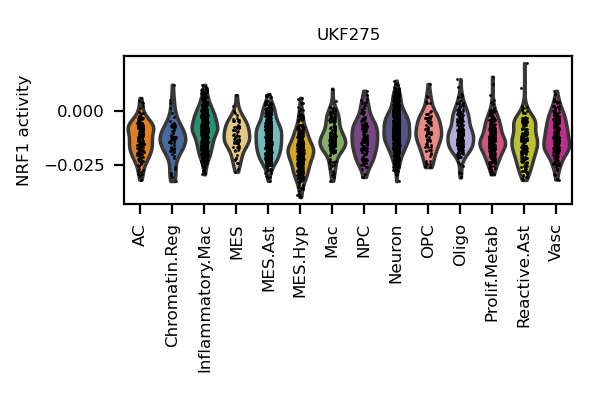 UKF275
NRF1 activity
0.000
−0.025
AC
Chromatin.Reg
Inflammatory.Mac
MES
MES.Ast
MES.Hyp
Mac
NPC
Neuron
OPC
Oligo
Prolif.Metab
Reactive.Ast
Vasc